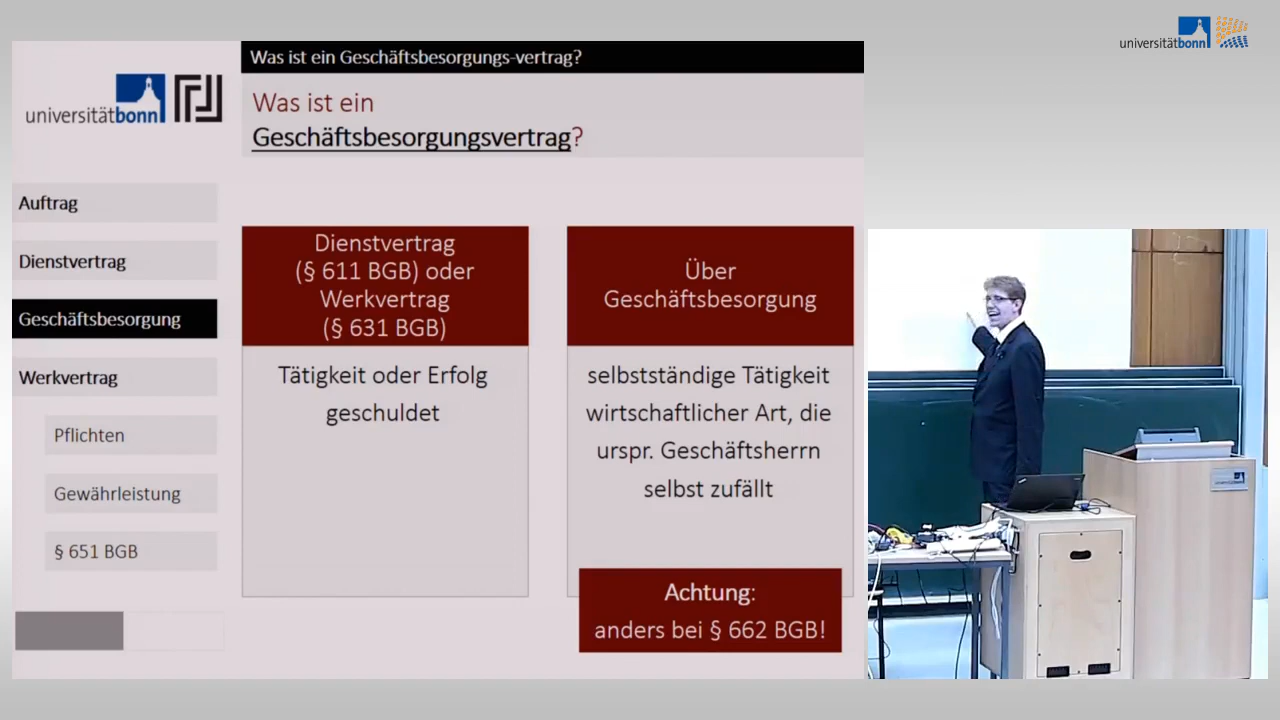 universitätbonn
Was ist ein Geschäftsbesorgungs-vertrag?
universitätbonn
Was ist ein
Geschäftsbesorgungsvertrag?
Auftrag
Dienstvertrag
Geschäftsbesorgung
Werkvertrag
Pflichten
Gewährleistung
§ 651 BGB
Dienstvertrag
(§ 611 BGB) oder
Werkvertrag
(§ 631 BGB)
Tätigkeit oder Erfolg
geschuldet
Über
Geschäftsbesorgung
selbstständige Tätigkeit
wirtschaftlicher Art, die
urspr. Geschäftsherrn
selbst zufällt
Achtung:
anders bei § 662 BGB!